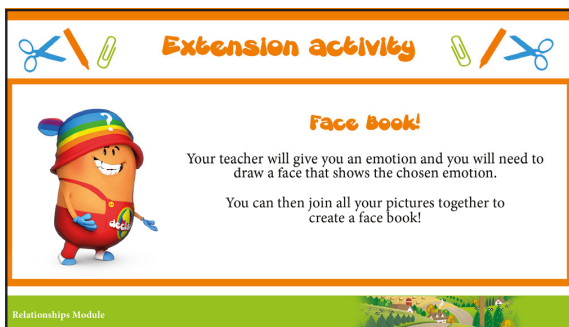 Extension activity
Face Book!
Your teacher will give you an emotion and you will need to
draw a face that shows the chosen emotion.
You can then join all your pictures together to
create a face book!
Relationships Module